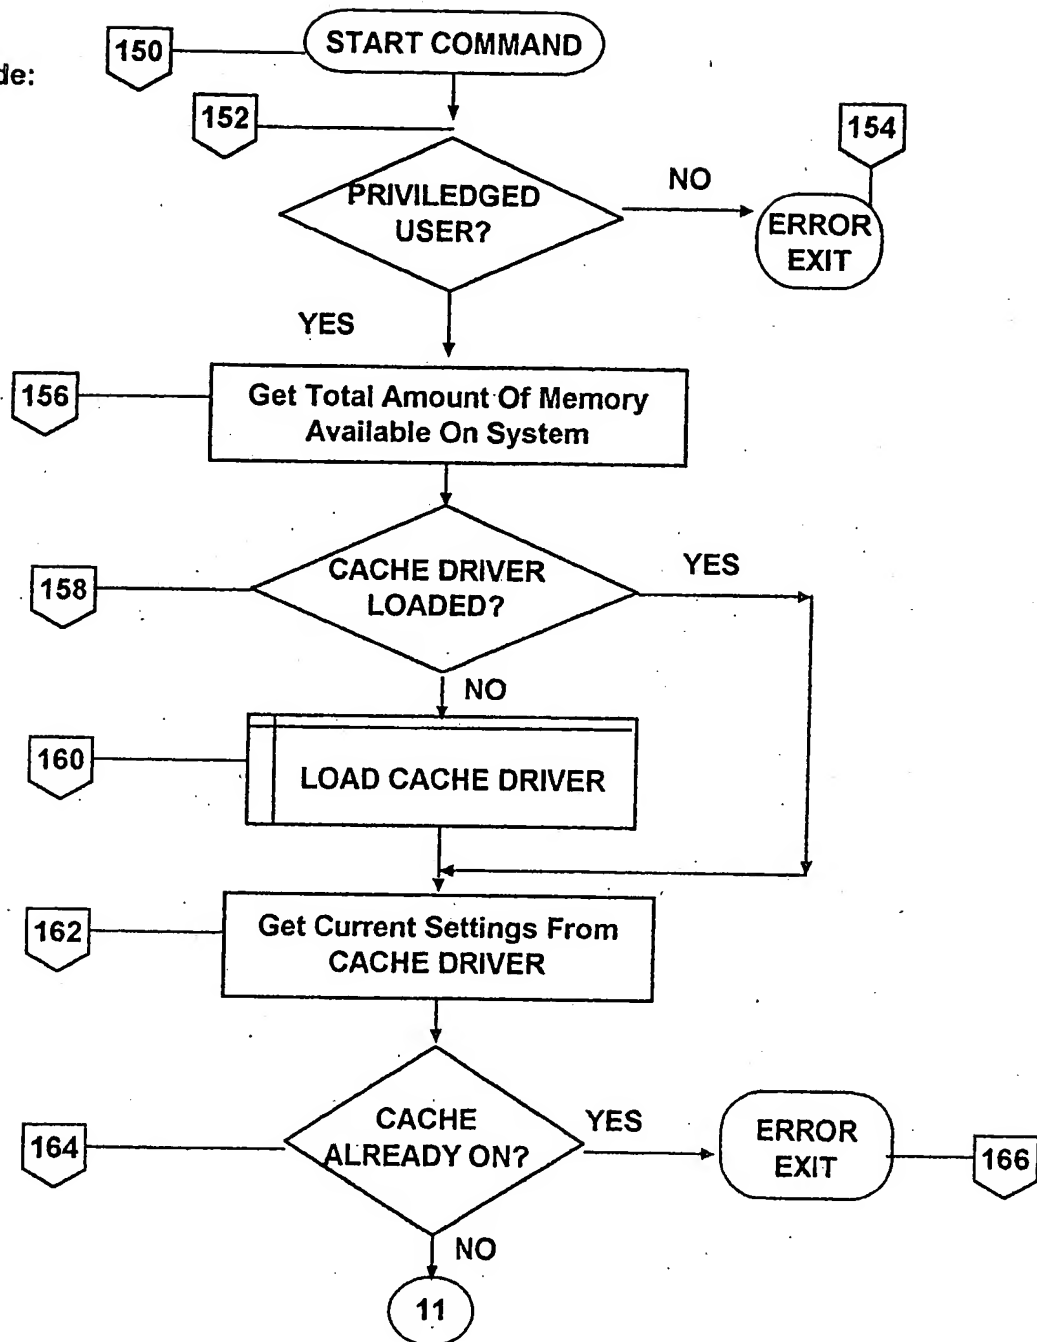 150
START COMMAND
de:
152
154
PRIVILEDGED
USER?
NO
ERROR
EXIT
YES
156
Get Total Amount Of Memory
Available On System
158
CACHE DRIVER
LOADED?
YES
NO
160
LOAD CACHE DRIVER
162
Get Current Settings From
CACHE DRIVER
164
CACHE
ALREADY ON?
YES
ERROR
EXIT
166
NO
11